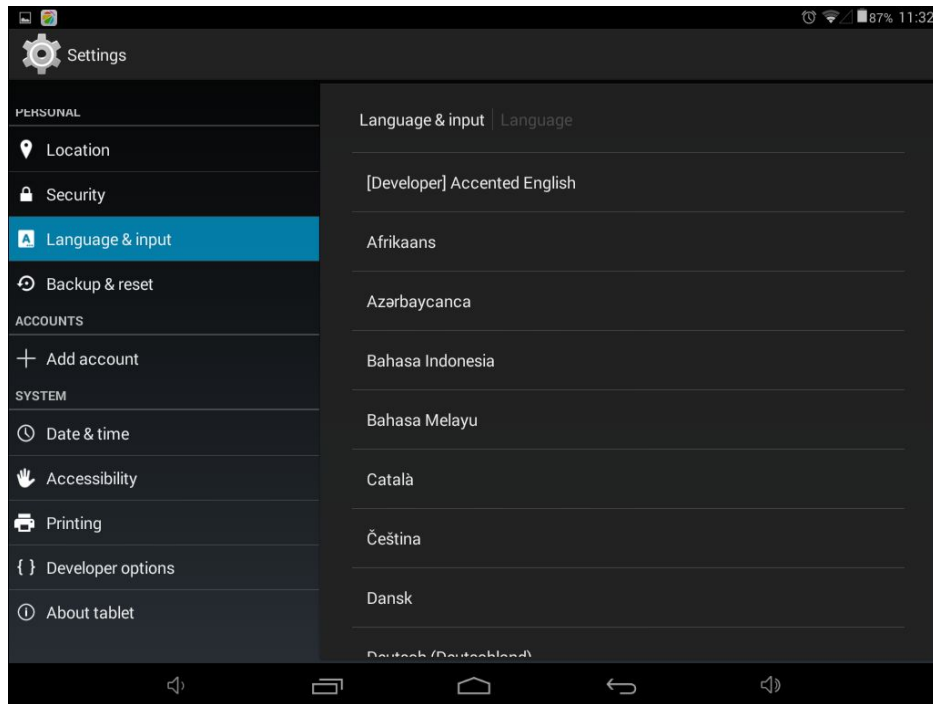 87% 11:32
Settings
PERSONAL
Location
Security
Language & input
Backup & reset
ACCOUNTS
Add account
SYSTEM
Date & time
Accessibility
Printing
{ } Developer options
About tablet
Language & input | Language
[Developer] Accented English
Afrikaans
Azərbaycanca
Bahasa Indonesia
Bahasa Melayu
Català
Čeština
Dansk
Deutsch (Deutschland)